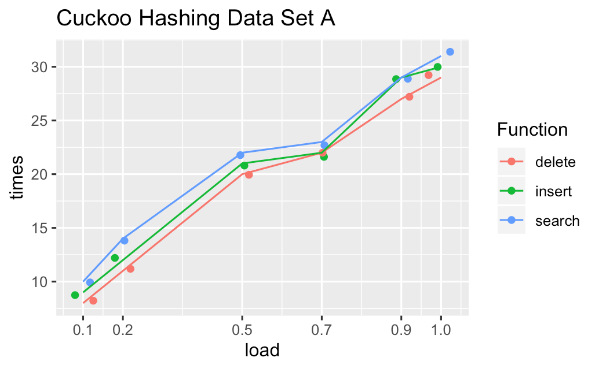 Cuckoo Hashing Data Set A
times
30
25
20
15
10
0.1 0.2 0.5 0.7 0.9 1.0
load
Function
delete
insert
search